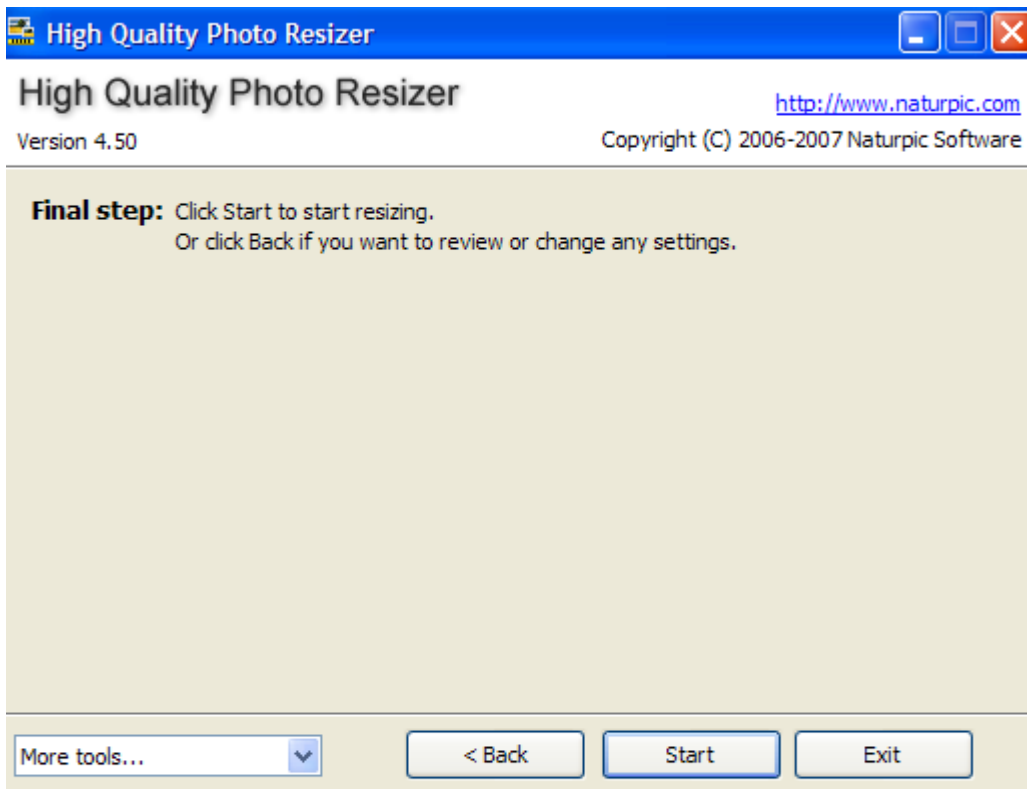 High Quality Photo Resizer
High Quality Photo Resizer
http://www.naturpic.com
Version 4.50
Copyright (C) 2006-2007 Naturpic Software
Final step: Click Start to start resizing.
Or click Back if you want to review or change any settings.
More tools...
< Back
Start
Exit